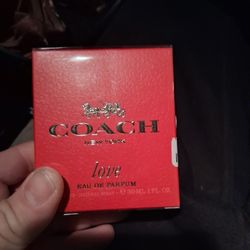 COACH
NEW YORK
love
EAU DE PARFUM